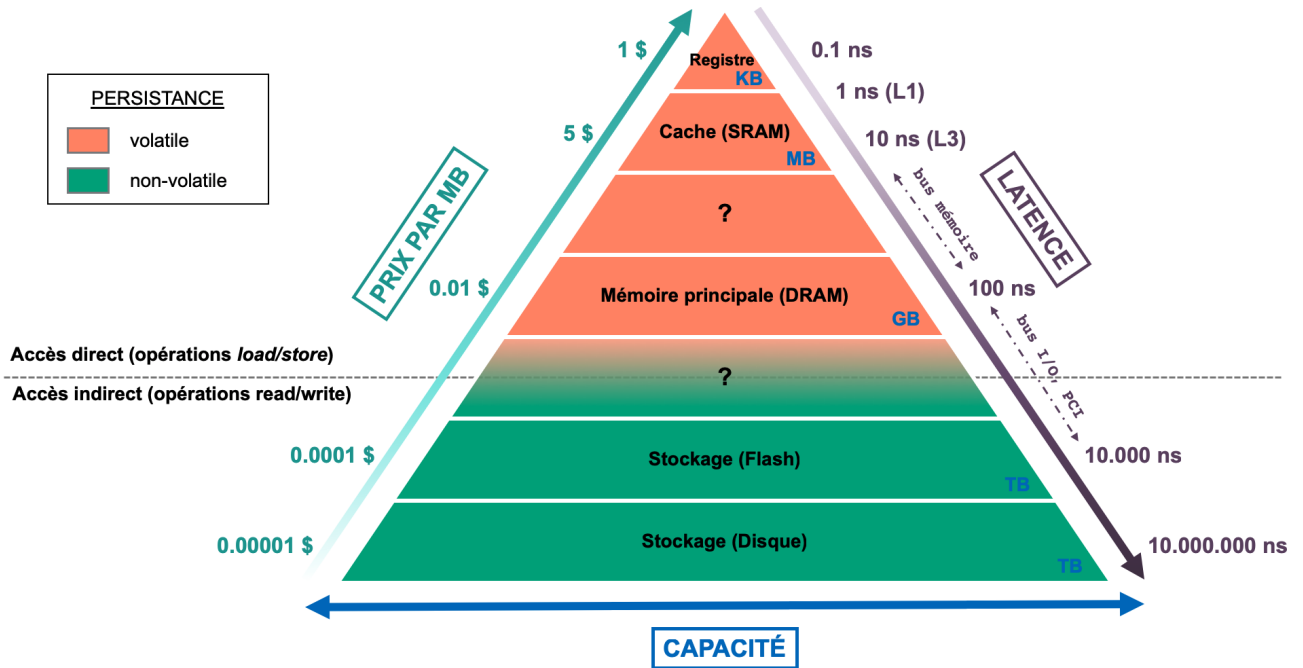 PERSISTANCE
volatile
non-volatile
PRIX PAR MB
1 $
5 $
0.01 $
0.0001 $
0.00001 $
Registre
KB
Cache (SRAM)
MB
?
Mémoire principale (DRAM)
GB
?
Stockage (Flash)
TB
Stockage (Disque)
TB
0.1 ns
1 ns (L1)
10 ns (L3)
bus mémoire
100 ns
bus I/O, PCI
10.000 ns
10.000.000 ns
LATENCE
Accès direct (opérations load/store)
Accès indirect (opérations read/write)
CAPACITÉ